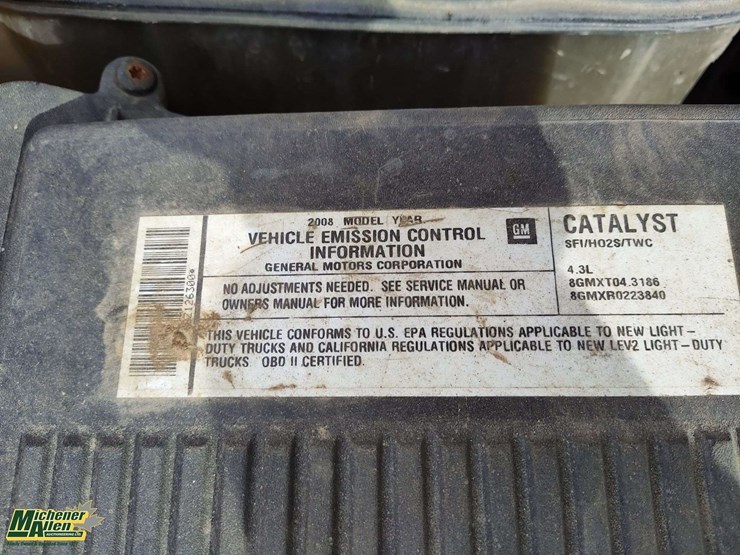 2008 MODEL YEAR
VEHICLE EMISSION CONTROL
INFORMATION
GENERAL MOTORS CORPORATION
GM
NO ADJUSTMENTS NEEDED. SEE SERVICE MANUAL OR
OWNERS MANUAL FOR MORE INFORMATION.
CATALYST
SFI/HO2S/TWC
4.3L
8GMXT04.3186
8GMXR0223840
THIS VEHICLE CONFORMS TO U.S. EPA REGULATIONS APPLICABLE TO NEW LIGHT-
DUTY TRUCKS AND CALIFORNIA REGULATIONS APPLICABLE TO NEW LEV2 LIGHT-DUTY
TRUCKS OBD II CERTIFIED.
Michener
Allen
AUCTIONEERING LTD.